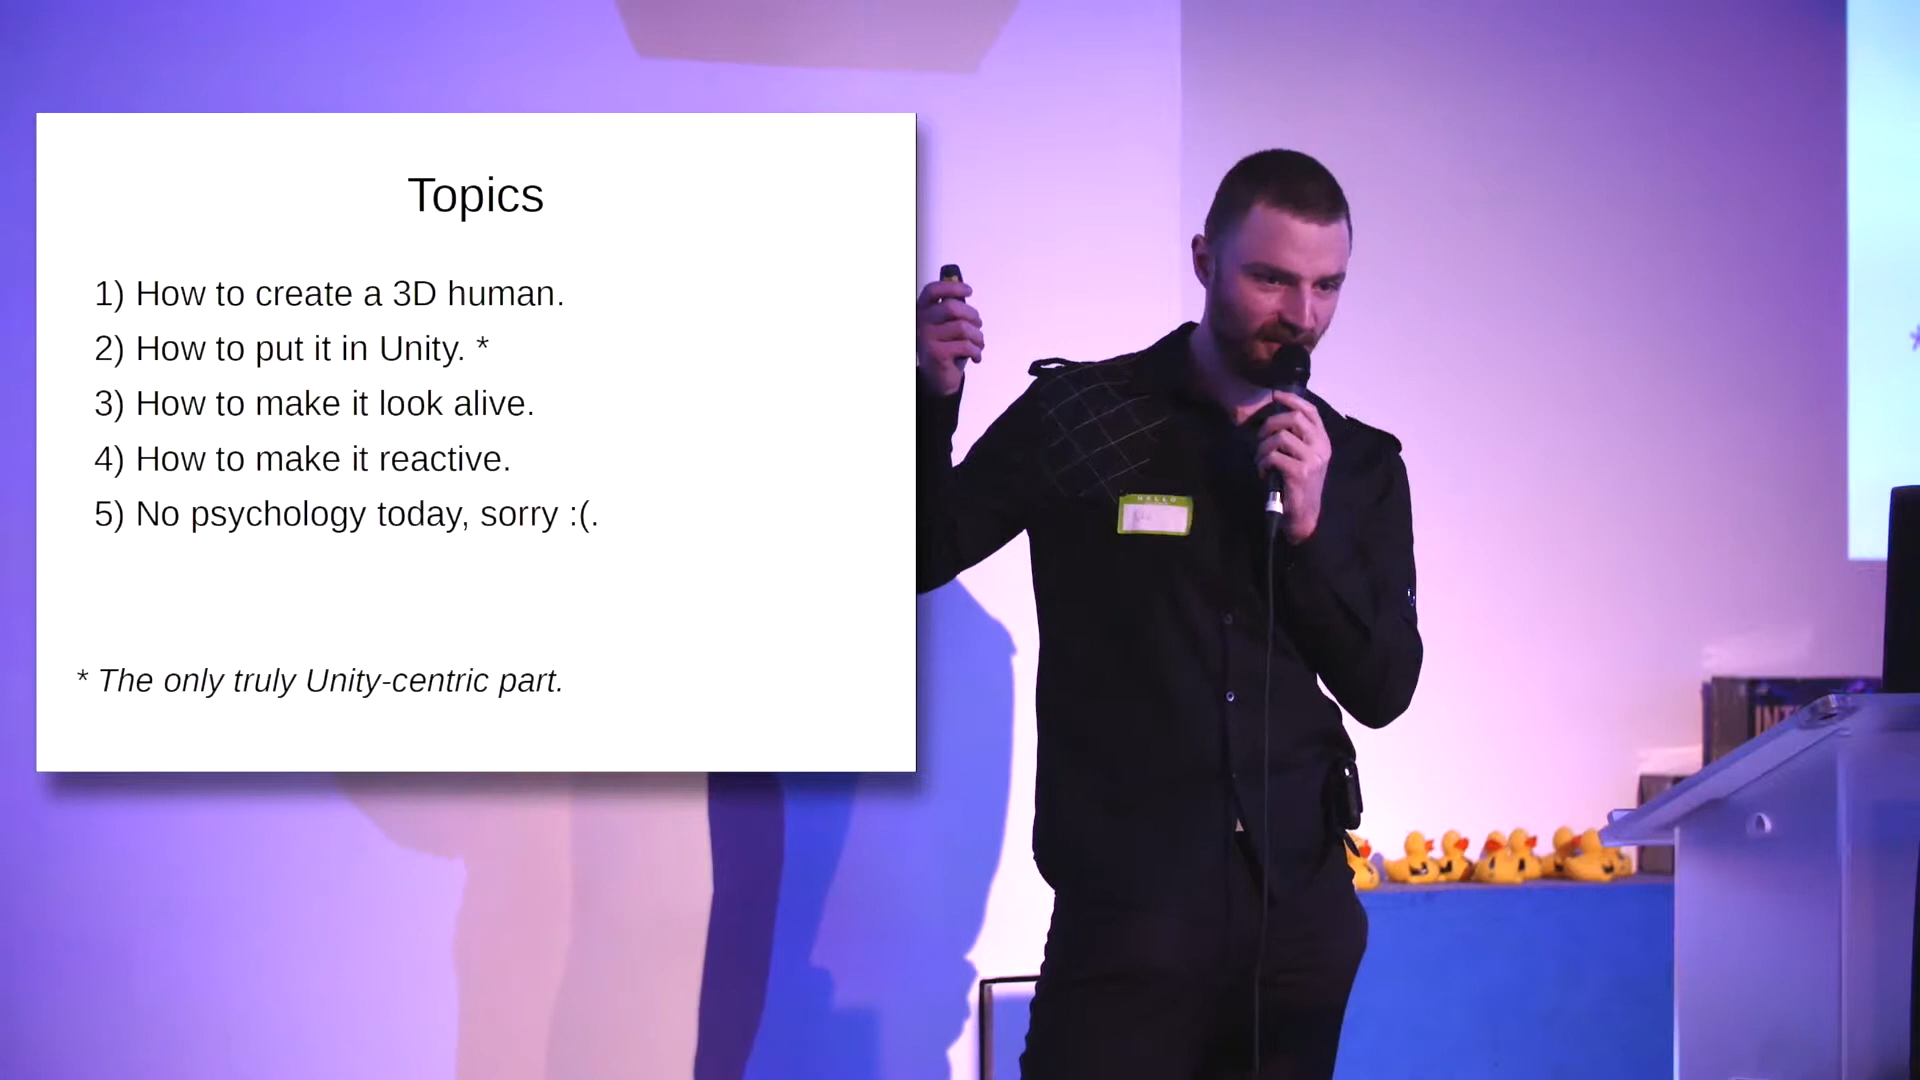 Topics
1) How to create a 3D human.
2) How to put it in Unity. *
3) How to make it look alive.
4) How to make it reactive.
5) No psychology today, sorry :(.
* The only truly Unity-centric part.
HELLO
INT